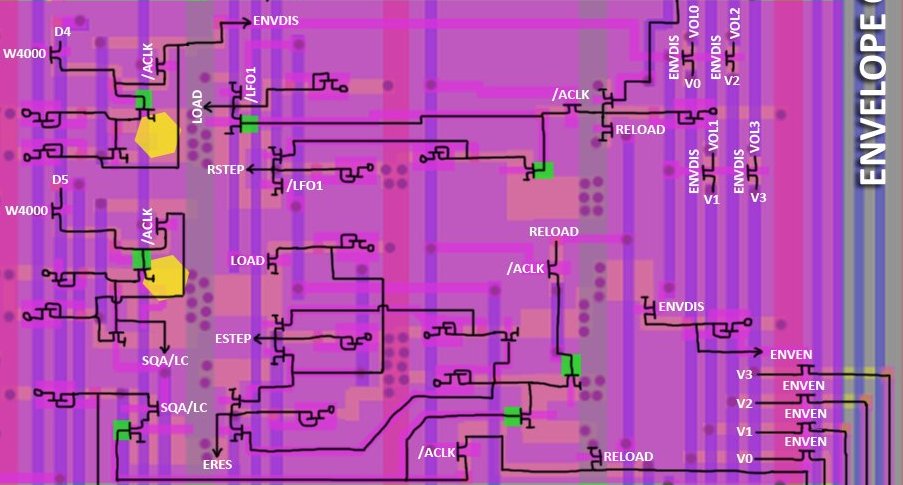 ENVDIS
D4
W4000
/ACLK
LOAD
/LFO1
/ACLK
RELOAD
ENVDIS
VOL0
V0
ENVDIS
VOL2
V2
ENVDIS
VOL1
V1
ENVDIS
VOL3
V3
ENVELOPE
RSTEP
/LFO1
D5
W4000
/ACLK
LOAD
RELOAD
/ACLK
SQA/LC
ESTEP
ENVDIS
ENVEN
V3
ENVEN
V2
ENVEN
V1
ENVEN
V0
SQA/LC
ERES
/ACLK
RELOAD